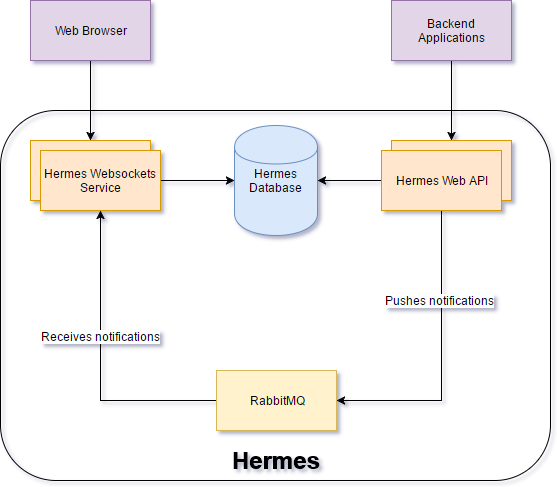 Web Browser
Backend
Applications
Hermes Websockets
Service
Hermes
Database
Hermes Web API
Pushes notifications
Receives notifications
RabbitMQ
Hermes